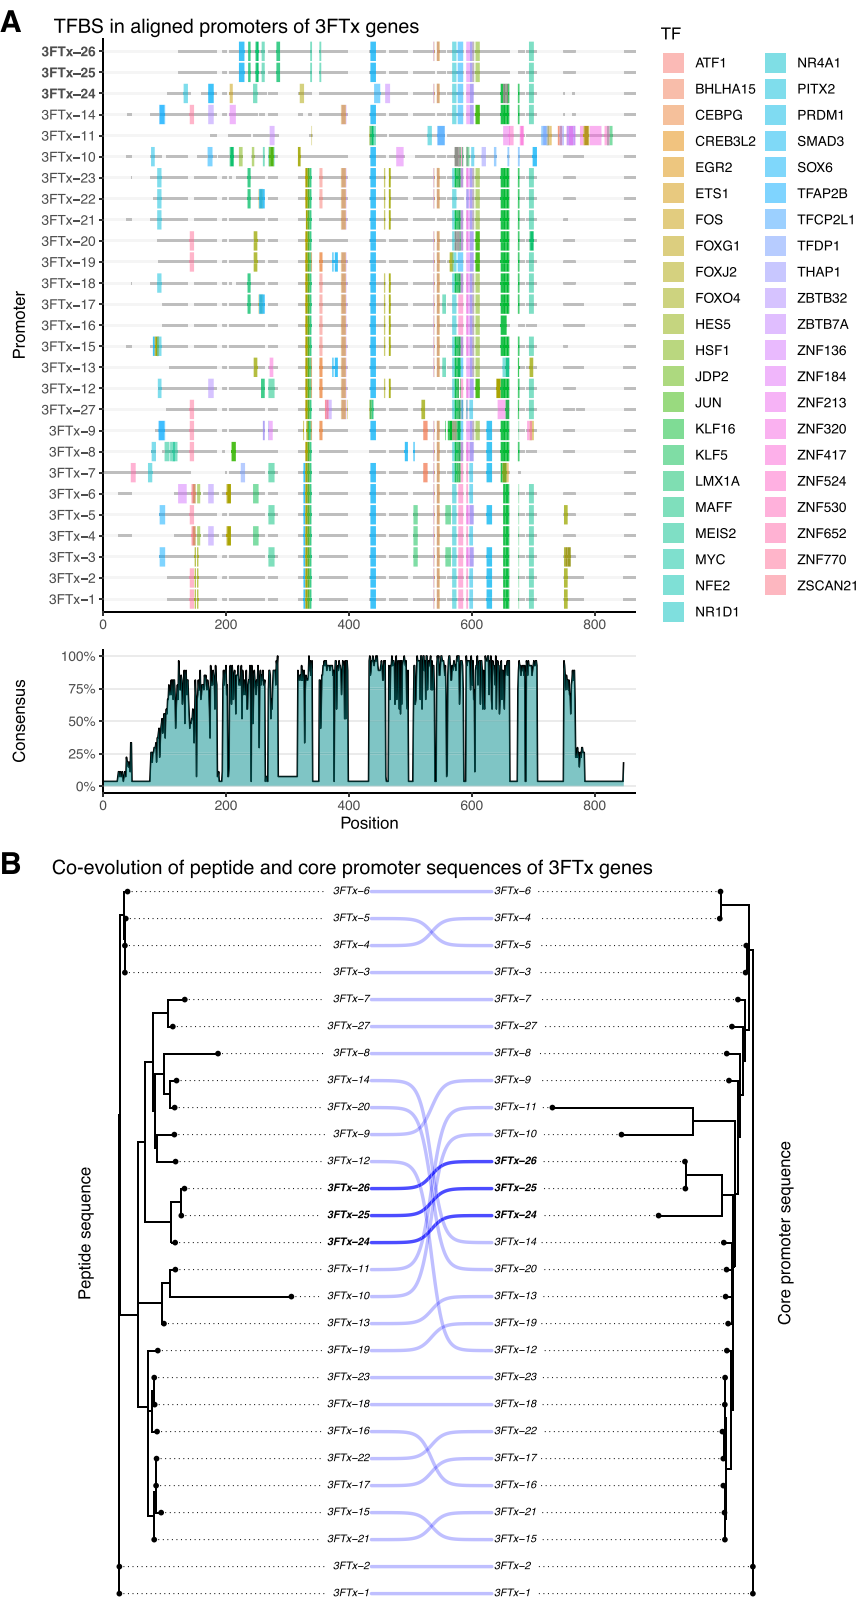 A
TFBS in aligned promoters of 3FTx genes
Promoter
3FTx−26
3FTx−25
3FTx−24
3FTx−14
3FTx−11
3FTx−10
3FTx−23
3FTx−22
3FTx−21
3FTx−20
3FTx−19
3FTx−18
3FTx−17
3FTx−16
3FTx−15
3FTx−13
3FTx−12
3FTx−27
3FTx−9
3FTx−8
3FTx−7
3FTx−6
3FTx−5
3FTx−4
3FTx−3
3FTx−2
3FTx−1
0 200 400 600 800
TF
ATF1
BHLHA15
CEBPG
CREB3L2
EGR2
ETS1
FOS
FOXG1
FOXJ2
FOXO4
HES5
HSF1
JDP2
JUN
KLF16
KLF5
LMX1A
MAFF
MEIS2
MYC
NFE2
NR1D1
NR4A1
PITX2
PRDM1
SMAD3
SOX6
TFAP2B
TFCP2L1
TFDP1
THAP1
ZBTB32
ZBTB7A
ZNF136
ZNF184
ZNF213
ZNF320
ZNF417
ZNF524
ZNF530
ZNF652
ZNF770
ZSCAN21
Consensus
100%
75%
50%
25%
0%
0 200 400 600 800
Position
B
Co−evolution of peptide and core promoter sequences of 3FTx genes
Peptide sequence
3FTx−6
3FTx−5
3FTx−4
3FTx−3
3FTx−7
3FTx−27
3FTx−8
3FTx−14
3FTx−20
3FTx−9
3FTx−12
3FTx−26
3FTx−25
3FTx−24
3FTx−11
3FTx−10
3FTx−13
3FTx−19
3FTx−23
3FTx−18
3FTx−16
3FTx−22
3FTx−17
3FTx−15
3FTx−21
3FTx−2
3FTx−1
3FTx−6
3FTx−4
3FTx−5
3FTx−3
3FTx−7
3FTx−27
3FTx−8
3FTx−9
3FTx−11
3FTx−10
3FTx−26
3FTx−25
3FTx−24
3FTx−14
3FTx−20
3FTx−13
3FTx−19
3FTx−12
3FTx−23
3FTx−18
3FTx−22
3FTx−17
3FTx−16
3FTx−21
3FTx−15
3FTx−2
3FTx−1
Core promoter sequence